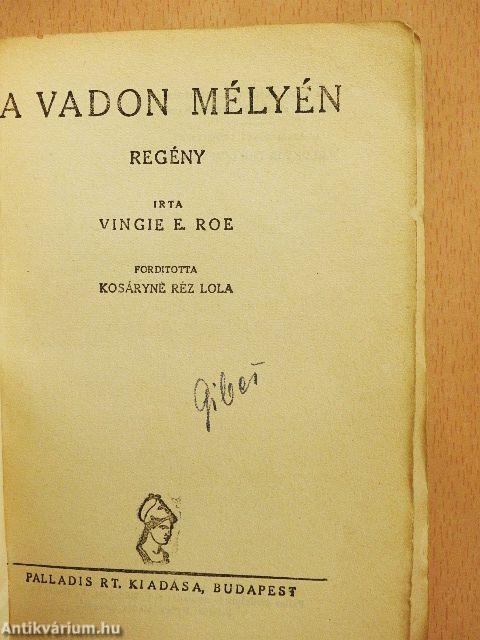 A VADON MÉLYÉN
REGÉNY
IRTA
VINGIE E. ROE
FORDITOTTA
KOSÁRYNÉ RÉZ LOLA
PALLADIS RT. KIADÁSA, BUDAPEST
Antikvárium.hu